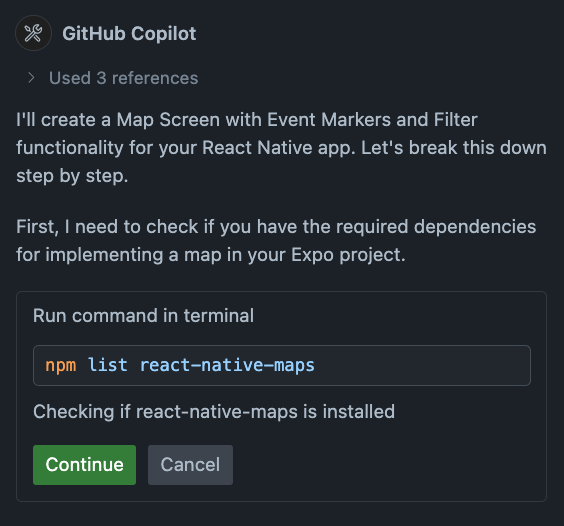 GitHub Copilot
Used 3 references
I'll create a Map Screen with Event Markers and Filter
functionality for your React Native app. Let's break this down
step by step.
First, I need to check if you have the required dependencies
for implementing a map in your Expo project.
Run command in terminal
npm list react-native-maps
Checking if react-native-maps is installed
Continue Cancel